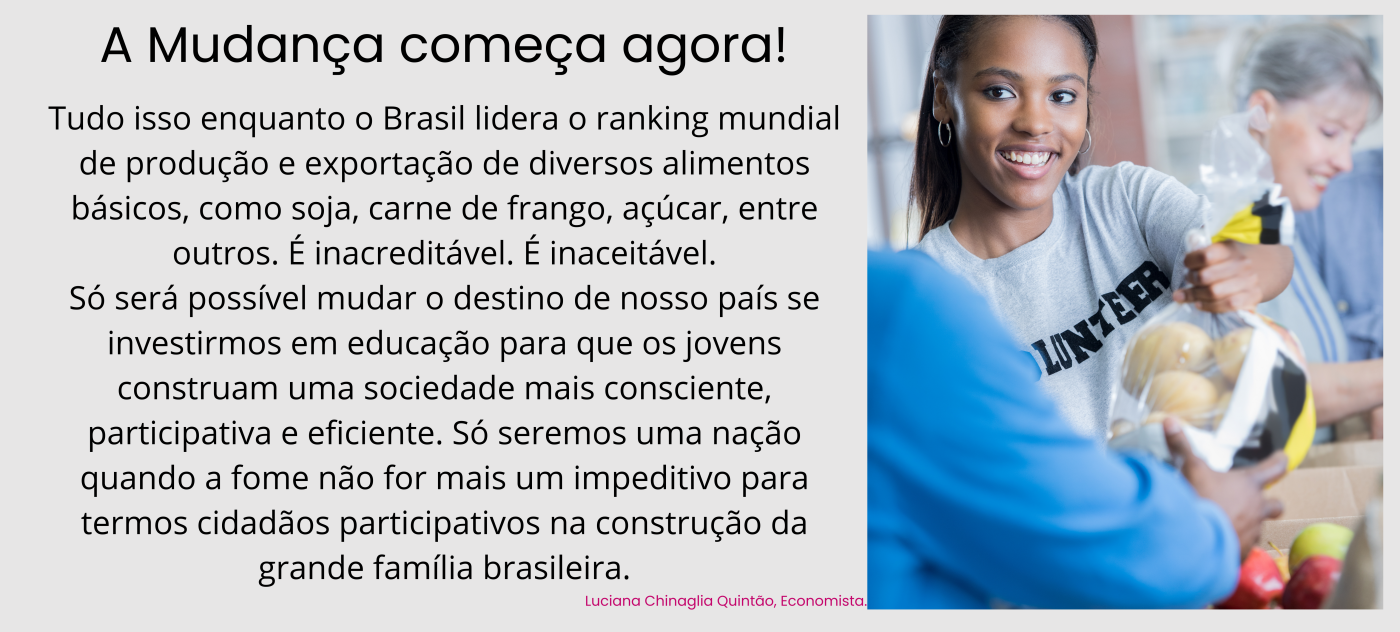 A Mudança começa agora!
Tudo isso enquanto o Brasil lidera o ranking mundial
de produção e exportação de diversos alimentos
básicos, como soja, carne de frango, açúcar, entre
outros. É inacreditável. É inaceitável.
Só será possível mudar o destino de nosso país se
investirmos em educação para que os jovens
construam uma sociedade mais consciente,
participativa e eficiente. Só seremos uma nação
quando a fome não for mais um impeditivo para
termos cidadãos participativos na construção da
grande família brasileira.
Luciana Chinaglia Quintão, Economista.
LUNTEER